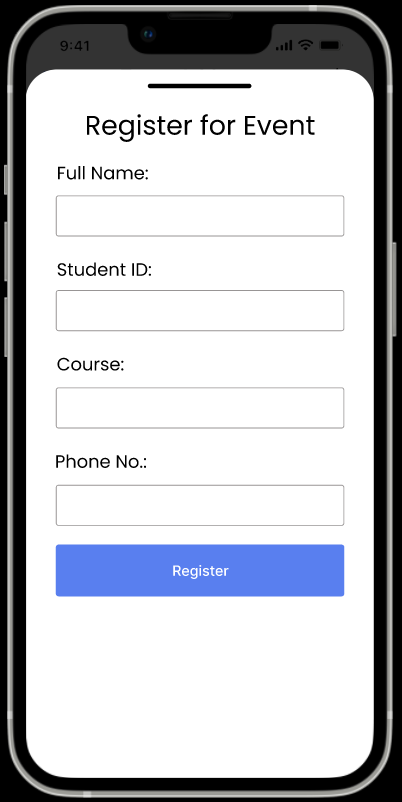 9:41
Register for Event
Full Name:
Student ID:
Course:
Phone No.:
Register